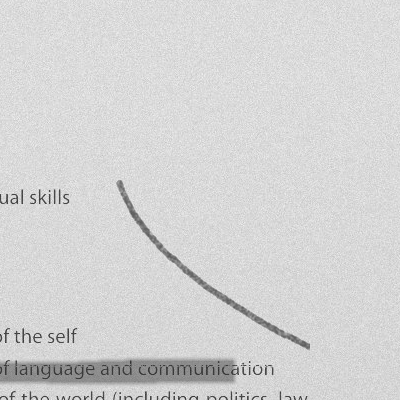 ual skills
of the self
of language and communication
of the world (including politics, law